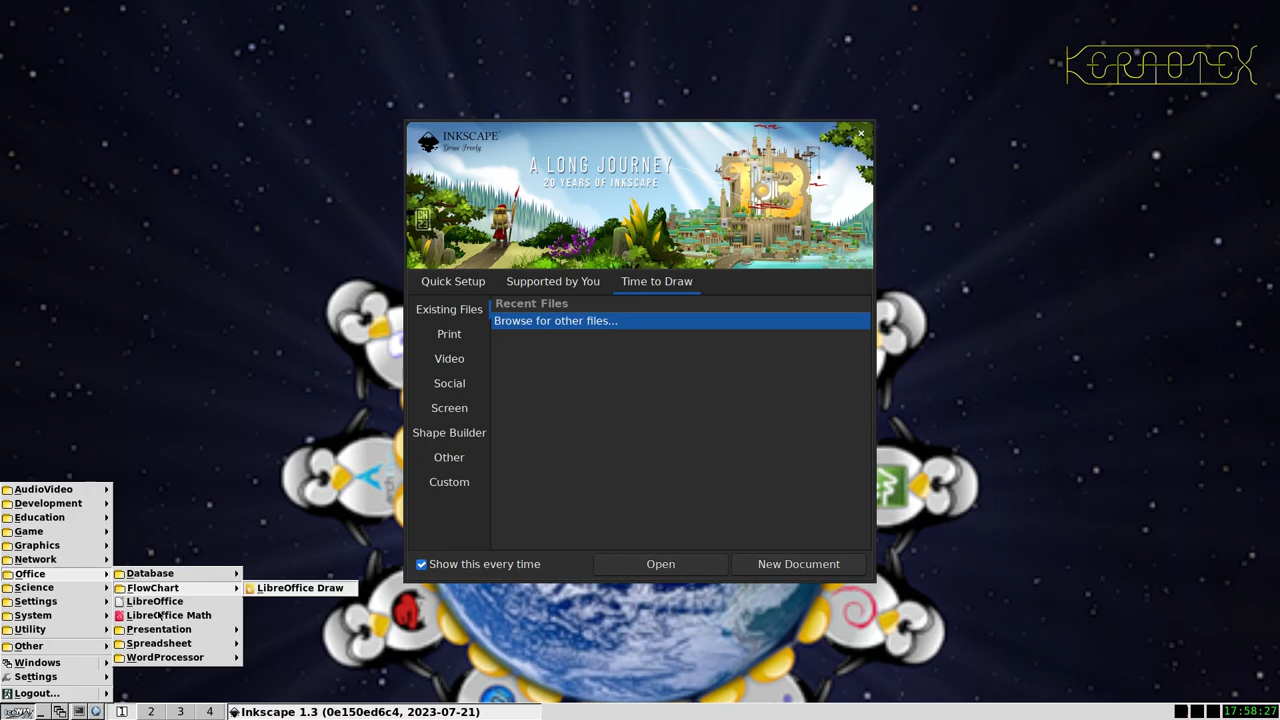 KERNOTEX
INKSCAPE
Draw Freely
A LONG JOURNEY
20 YEARS OF INKSCAPE
Quick Setup
Supported by You
Time to Draw
Existing Files
Print
Video
Social
Screen
Shape Builder
Other
Custom
Recent Files
Browse for other files...
Show this every time
Open
New Document
AudioVideo
Development
Education
Game
Graphics
Network
Office
Science
Settings
System
Utility
Other
Windows
Settings
Logout...
Database
FlowChart
LibreOffice
LibreOffice Math
Presentation
Spreadsheet
WordProcessor
LibreOffice Draw
1 2 3 4
Inkscape 1.3 (0e150ed6c4, 2023-07-21)
17:58:27